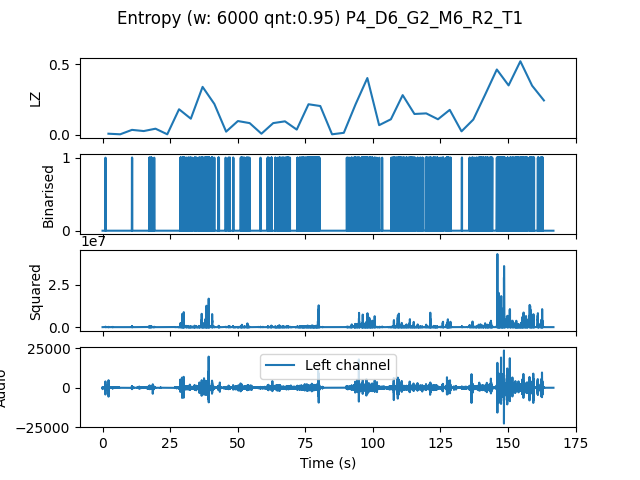 Entropy (w: 6000 qnt:0.95) P4_D6_G2_M6_R2_T1
0.5
0.0
LZ
1
0
Binarised
1e7
2.5
0.0
Squared
25000
0
−25000
Audio
Left channel
0 25 50 75 100 125 150 175
Time (s)